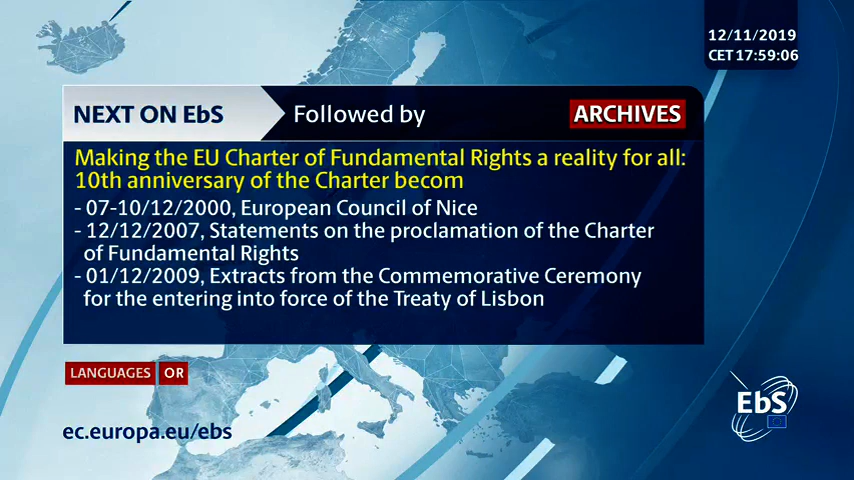 12/11/2019
CET 17:59:06
NEXT ON EbS
Followed by
ARCHIVES
Making the EU Charter of Fundamental Rights a reality for all:
10th anniversary of the Charter becom
- 07-10/12/2000, European Council of Nice
- 12/12/2007, Statements on the proclamation of the Charter
of Fundamental Rights
- 01/12/2009, Extracts from the Commemorative Ceremony
for the entering into force of the Treaty of Lisbon
LANGUAGES OR
EbS
ec.europa.eu/ebs